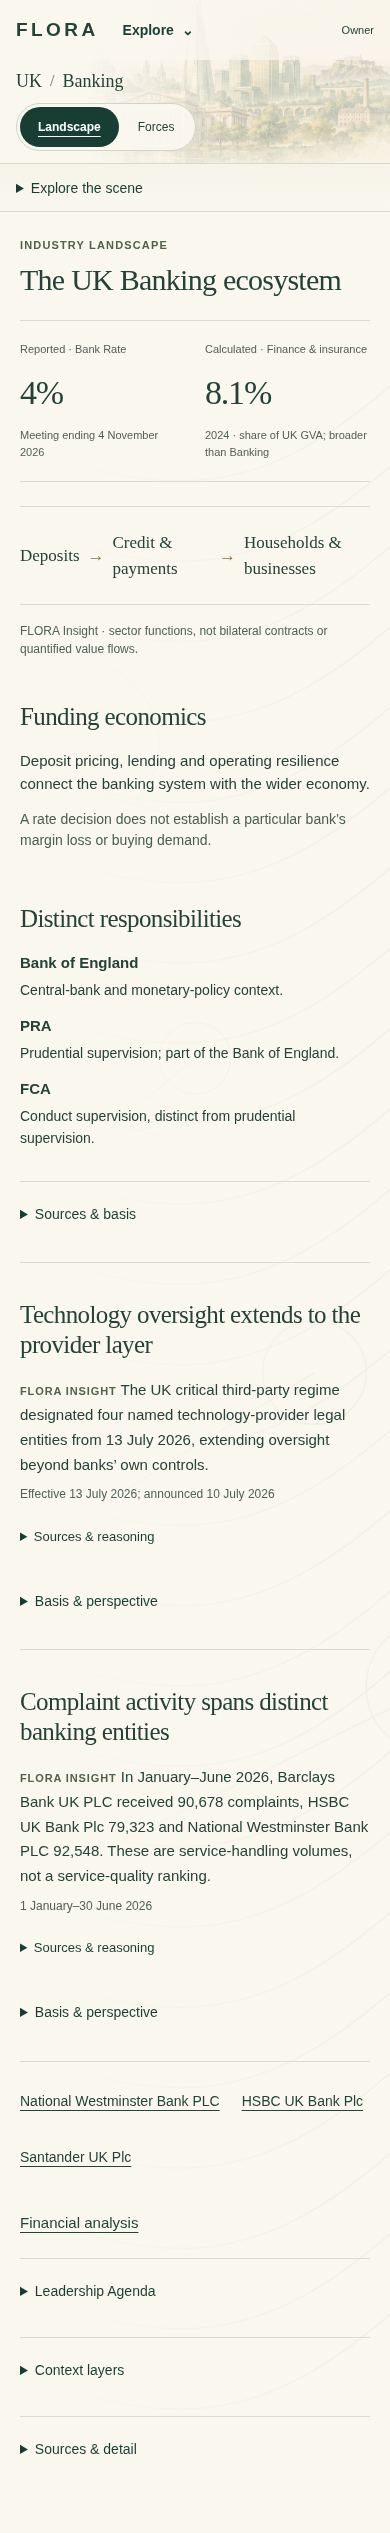 FLORA Explore ⌄ Owner
UK / Banking
Landscape Forces
▶ Explore the scene
INDUSTRY LANDSCAPE
The UK Banking ecosystem
Reported · Bank Rate
4%
Meeting ending 4 November
2026
Calculated · Finance & insurance
8.1%
2024 · share of UK GVA; broader
than Banking
Deposits → Credit &
payments → Households &
businesses
FLORA Insight · sector functions, not bilateral contracts or
quantified value flows.
Funding economics
Deposit pricing, lending and operating resilience
connect the banking system with the wider economy.
A rate decision does not establish a particular bank’s
margin loss or buying demand.
Distinct responsibilities
Bank of England
Central-bank and monetary-policy context.
PRA
Prudential supervision; part of the Bank of England.
FCA
Conduct supervision, distinct from prudential
supervision.
▶ Sources & basis
Technology oversight extends to the
provider layer
FLORA INSIGHT The UK critical third-party regime
designated four named technology-provider legal
entities from 13 July 2026, extending oversight
beyond banks’ own controls.
Effective 13 July 2026; announced 10 July 2026
▶ Sources & reasoning
▶ Basis & perspective
Complaint activity spans distinct
banking entities
FLORA INSIGHT In January–June 2026, Barclays
Bank UK PLC received 90,678 complaints, HSBC
UK Bank Plc 79,323 and National Westminster Bank
PLC 92,548. These are service-handling volumes,
not a service-quality ranking.
1 January–30 June 2026
▶ Sources & reasoning
▶ Basis & perspective
National Westminster Bank PLC HSBC UK Bank Plc
Santander UK Plc
Financial analysis
▶ Leadership Agenda
▶ Context layers
▶ Sources & detail